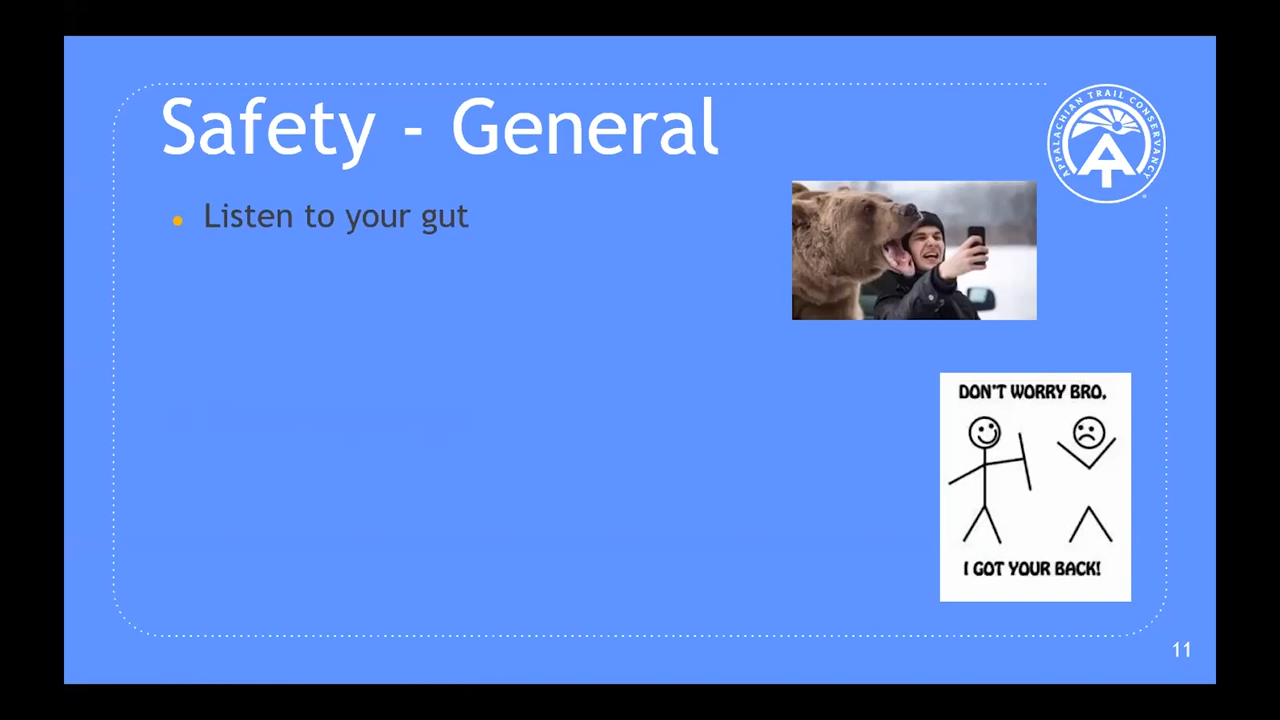 Safety - General
APPALACHIAN TRAIL CONSERVANCY
Listen to your gut
DON'T WORRY BRO,
I GOT YOUR BACK!
11